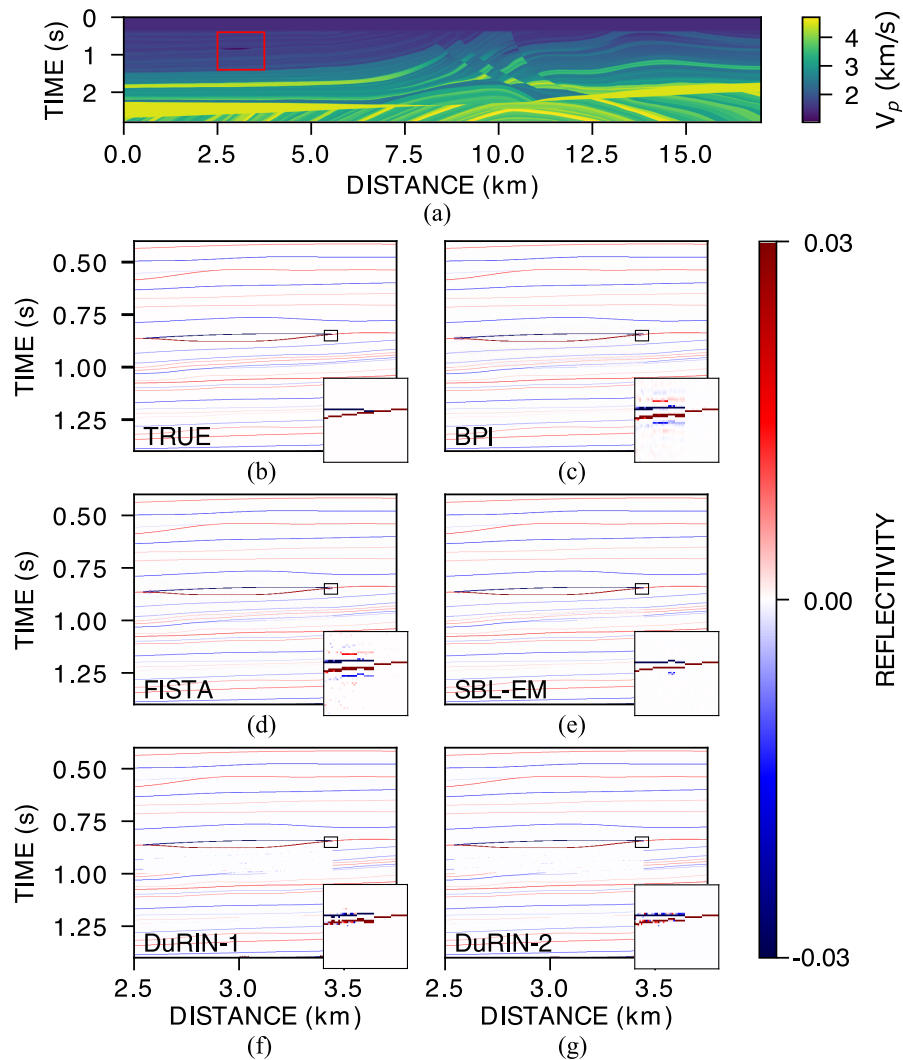 0
1
2
TIME (s)
0.0 2.5 5.0 7.5 10.0 12.5 15.0
DISTANCE (km)
4
3
2
V_p (km/s)
(a)
0.50
0.75
1.00
1.25
TIME (s)
TRUE
BPI
(b) (c)
0.50
0.75
1.00
1.25
TIME (s)
FISTA
SBL-EM
(d) (e)
0.50
0.75
1.00
1.25
TIME (s)
DuRIN-1
DuRIN-2
2.5 3.0 3.5 2.5 3.0 3.5
DISTANCE (km) DISTANCE (km)
(f) (g)
0.03
0.00
-0.03
REFLECTIVITY